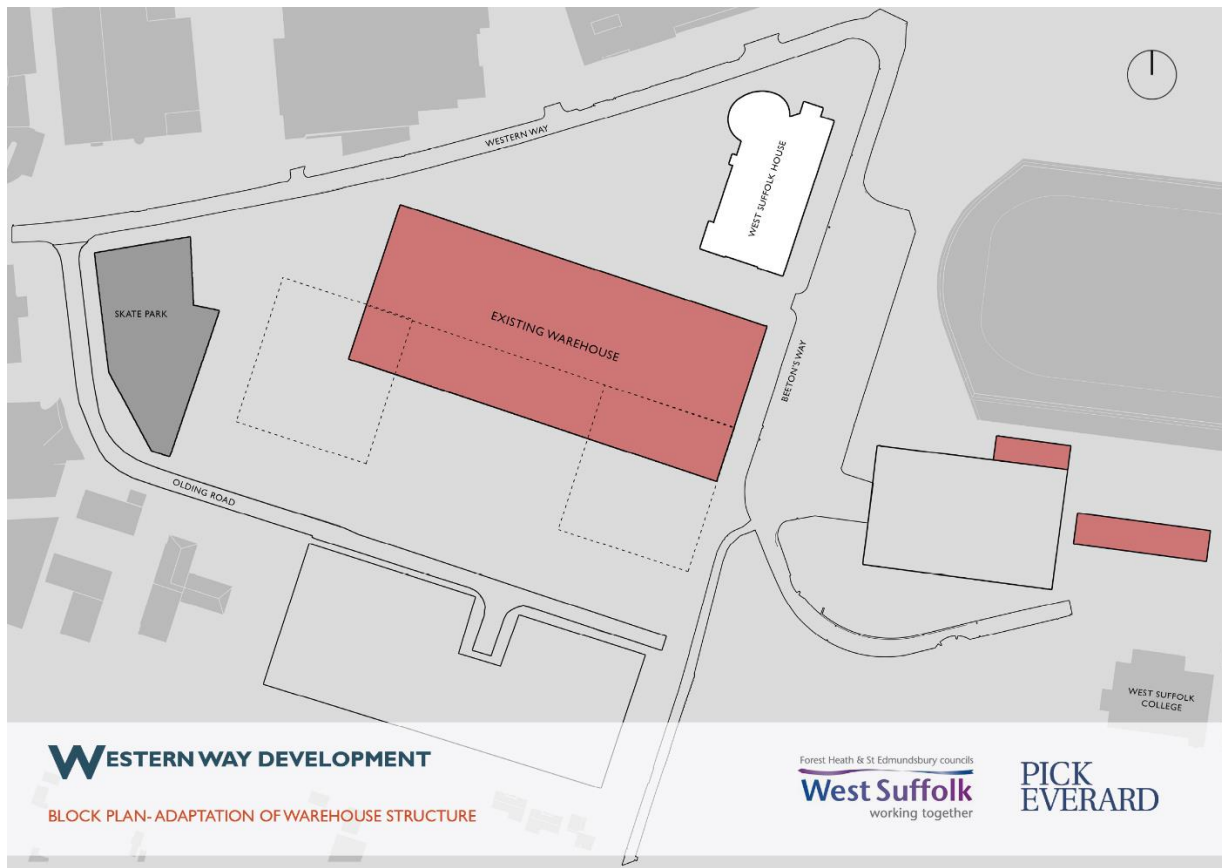 WESTERN WAY
WEST SUFFOLK HOUSE
SKATE PARK
EXISTING WAREHOUSE
BEETON'S WAY
OLDING ROAD
WEST SUFFOLK
COLLEGE
WESTERN WAY DEVELOPMENT
BLOCK PLAN- ADAPTATION OF WAREHOUSE STRUCTURE
Forest Heath & St Edmundsbury councils
West Suffolk
working together
PICK
EVERARD